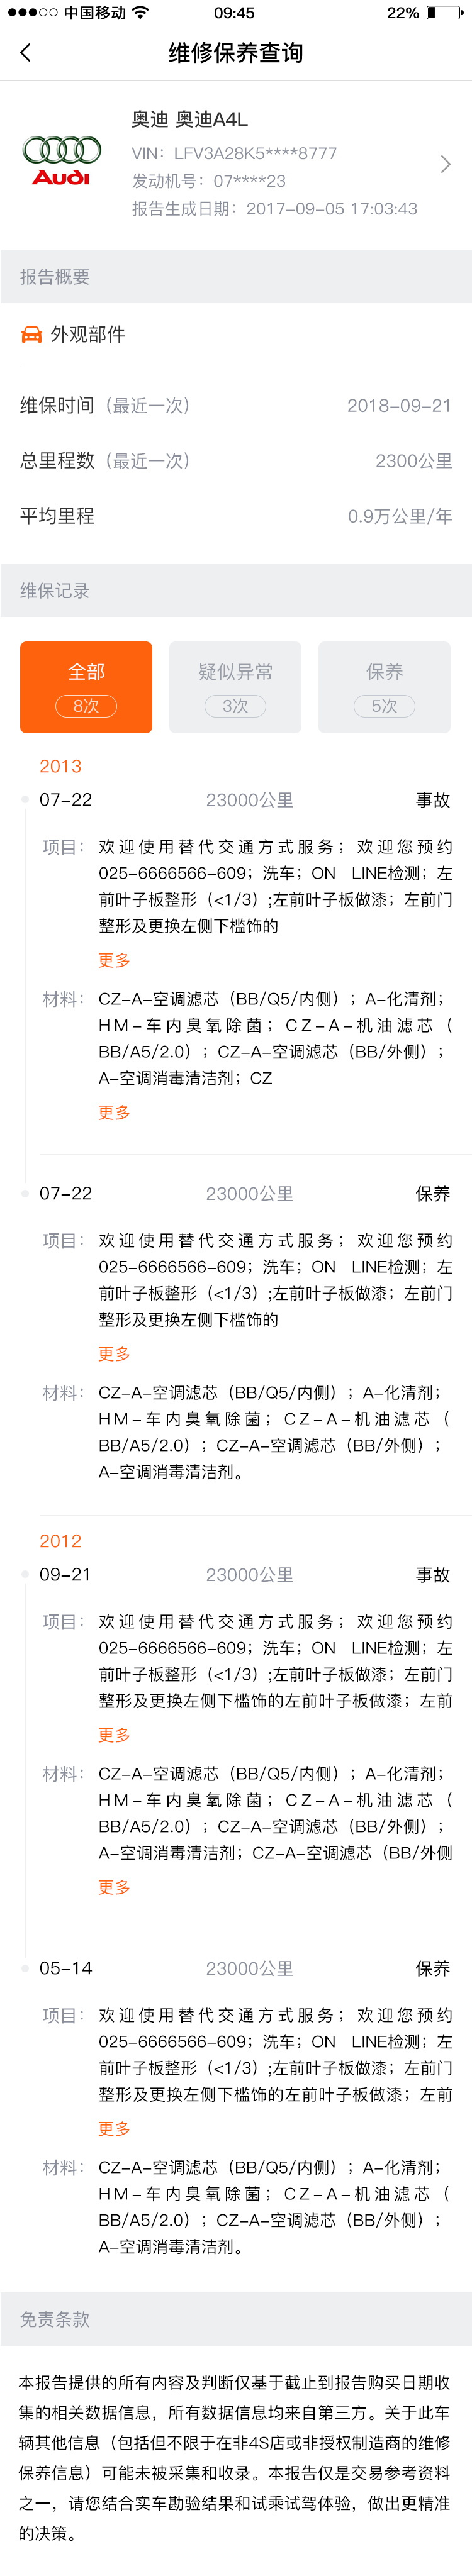 中国移动 09:45 22%
维修保养查询
奥迪 奥迪A4L
VIN：LFV3A28K5****8777
Audi
发动机号：07****23
报告生成日期：2017-09-05 17:03:43
报告概要
外观部件
维保时间（最近一次） 2018-09-21
总里程数（最近一次） 2300公里
平均里程 0.9万公里/年
维保记录
全部 疑似异常 保养
8次 3次 5次
2013
07-22 23000公里 事故
项目： 欢迎使用替代交通方式服务；欢迎您预约
025-6666566-609；洗车；ON LINE检测；左
前叶子板整形（<1/3）;左前叶子板做漆；左前门
整形及更换左侧下槛饰的
更多
材料： CZ-A-空调滤芯（BB/Q5/内侧）；A-化清剂；
HM-车内臭氧除菌；CZ-A-机油滤芯（
BB/A5/2.0）；CZ-A-空调滤芯（BB/外侧）；
A-空调消毒清洁剂；CZ
更多
07-22 23000公里 保养
项目： 欢迎使用替代交通方式服务；欢迎您预约
025-6666566-609；洗车；ON LINE检测；左
前叶子板整形（<1/3）;左前叶子板做漆；左前门
整形及更换左侧下槛饰的
更多
材料： CZ-A-空调滤芯（BB/Q5/内侧）；A-化清剂；
HM-车内臭氧除菌；CZ-A-机油滤芯（
BB/A5/2.0）；CZ-A-空调滤芯（BB/外侧）；
A-空调消毒清洁剂。
2012
09-21 23000公里 事故
项目： 欢迎使用替代交通方式服务；欢迎您预约
025-6666566-609；洗车；ON LINE检测；左
前叶子板整形（<1/3）;左前叶子板做漆；左前门
整形及更换左侧下槛饰的左前叶子板做漆；左前
更多
材料： CZ-A-空调滤芯（BB/Q5/内侧）；A-化清剂；
HM-车内臭氧除菌；CZ-A-机油滤芯（
BB/A5/2.0）；CZ-A-空调滤芯（BB/外侧）；
A-空调消毒清洁剂；CZ-A-空调滤芯（BB/外侧
更多
05-14 23000公里 保养
项目： 欢迎使用替代交通方式服务；欢迎您预约
025-6666566-609；洗车；ON LINE检测；左
前叶子板整形（<1/3）;左前叶子板做漆；左前门
整形及更换左侧下槛饰的左前叶子板做漆；左前
更多
材料： CZ-A-空调滤芯（BB/Q5/内侧）；A-化清剂；
HM-车内臭氧除菌；CZ-A-机油滤芯（
BB/A5/2.0）；CZ-A-空调滤芯（BB/外侧）；
A-空调消毒清洁剂。
免责条款
本报告提供的所有内容及判断仅基于截止到报告购买日期收
集的相关数据信息，所有数据信息均来自第三方。关于此车
辆其他信息（包括但不限于在非4S店或非授权制造商的维修
保养信息）可能未被采集和收录。本报告仅是交易参考资料
之一，请您结合实车勘验结果和试乘试驾体验，做出更精准
的决策。